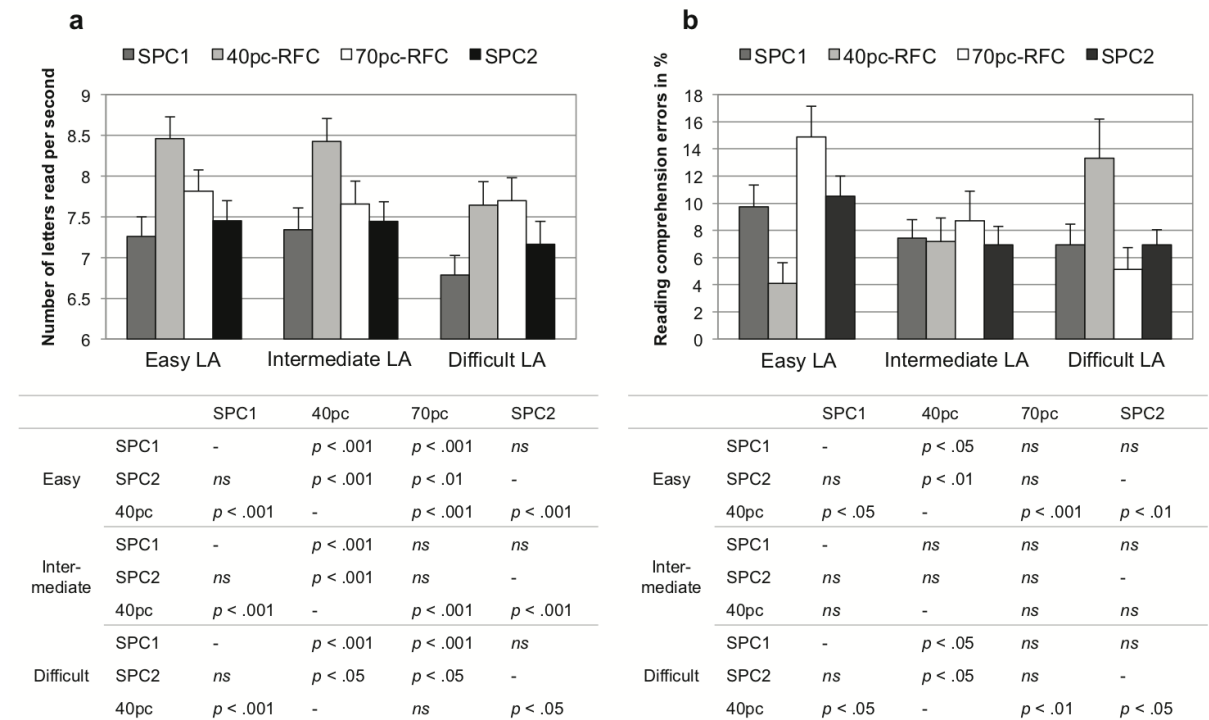 a
SPC1 40pc-RFC 70pc-RFC SPC2
Number of letters read per second
9
8.5
8
7.5
7
6.5
6
Easy LA Intermediate LA Difficult LA
SPC1 40pc 70pc SPC2
Easy
SPC1 - p < .001 p < .001 ns
SPC2 ns p < .001 p < .01 -
40pc p < .001 - p < .001 p < .001
Inter-
mediate
SPC1 - p < .001 ns ns
SPC2 ns p < .001 ns -
40pc p < .001 - p < .001 p < .001
Difficult
SPC1 - p < .001 p < .001 ns
SPC2 ns p < .05 p < .05 -
40pc p < .001 - ns p < .05
b
SPC1 40pc-RFC 70pc-RFC SPC2
Reading comprehension errors in %
18
16
14
12
10
8
6
4
2
0
Easy LA Intermediate LA Difficult LA
SPC1 40pc 70pc SPC2
Easy
SPC1 - p < .05 ns ns
SPC2 ns p < .01 ns -
40pc p < .05 - p < .001 p < .01
Inter-
mediate
SPC1 - ns ns ns
SPC2 ns ns ns -
40pc ns - ns ns
Difficult
SPC1 - p < .05 ns ns
SPC2 ns p < .05 ns -
40pc p < .05 - p < .01 p < .05